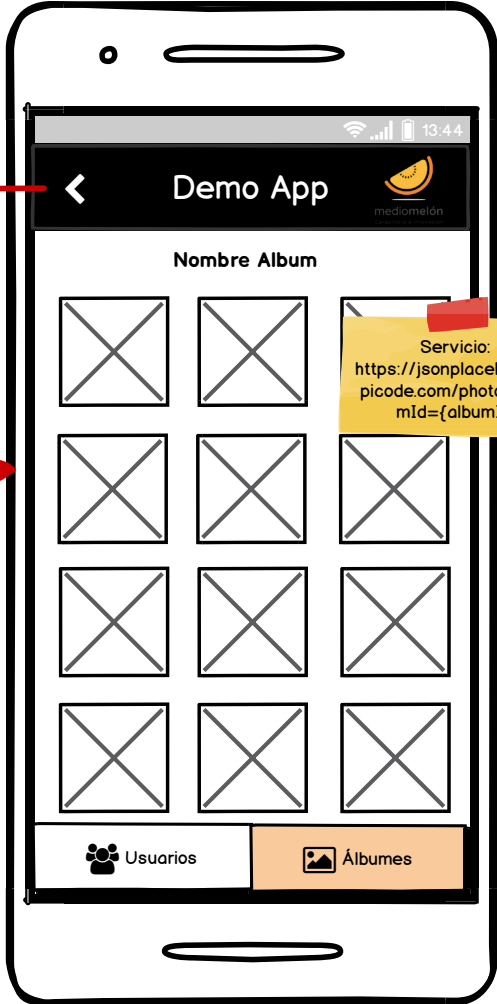 13:44
Demo App
mediomelón
Nombre Album
Servicio:
https://jsonplacel
picode.com/photo
mId={album
Usuarios
Álbumes